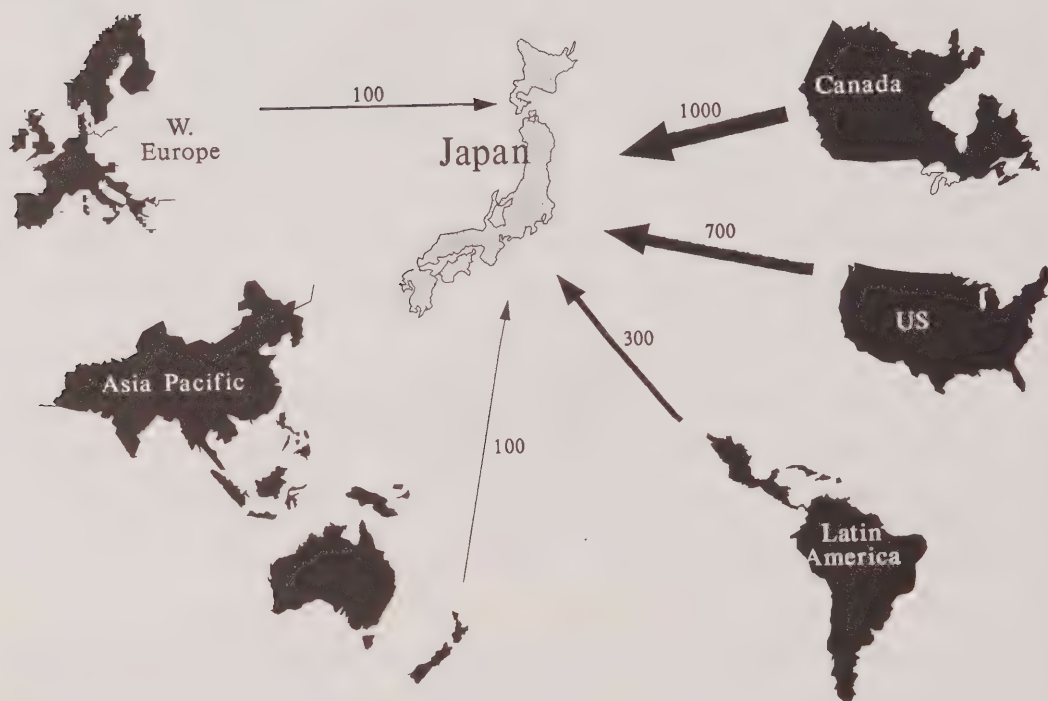 100
W.
Europe
Japan
1000
Canada
700
US
300
Asia Pacific
100
Latin
America